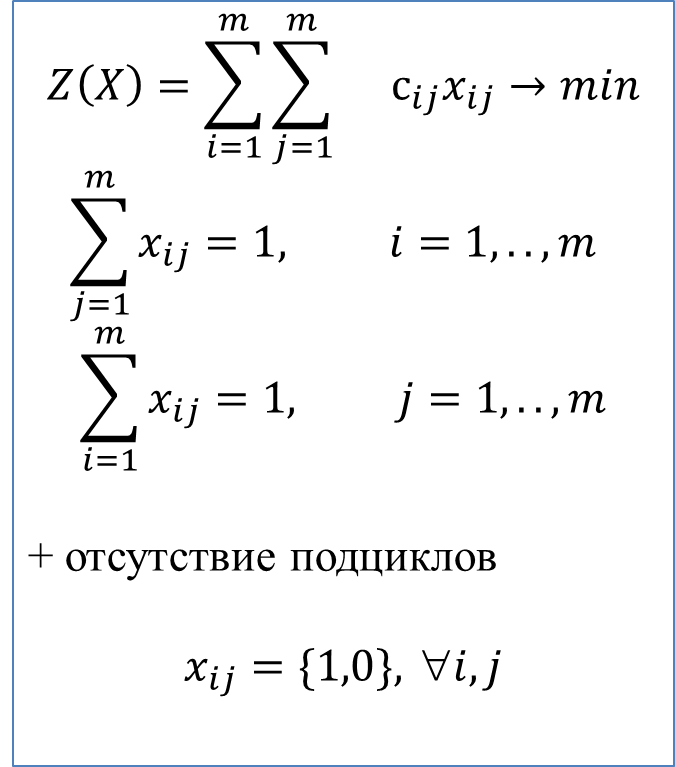 Z(X) = ∑_{i=1}^{m} ∑_{j=1}^{m} c_{ij}x_{ij} → min
∑_{j=1}^{m} x_{ij} = 1, i = 1,..,m
∑_{i=1}^{m} x_{ij} = 1, j = 1,..,m
+ отсутствие подциклов
x_{ij} = {1,0}, ∀i,j